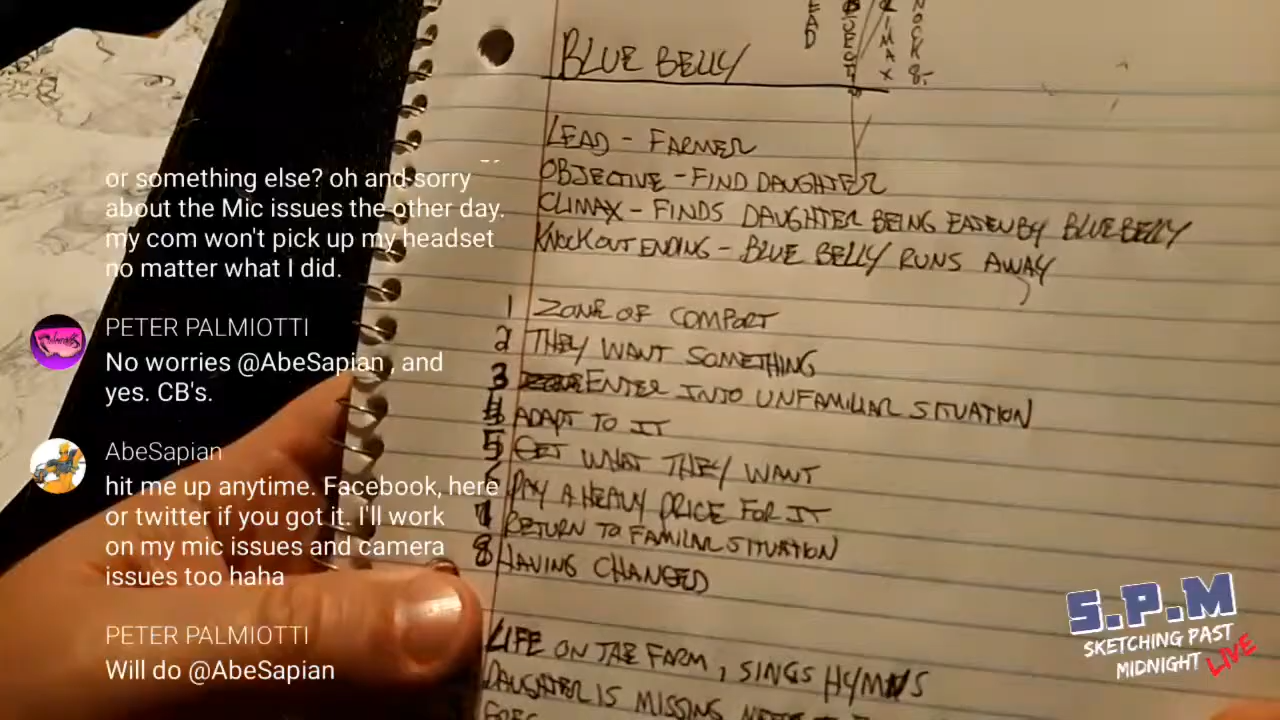 BLUE BELLY
LEAD - FARMER
OBJECTIVE - FIND DAUGHTER
CLIMAX - FINDS DAUGHTER BEING EATEN BY BLUE BELLY
KNOCKOUT ENDING - BLUE BELLY RUNS AWAY
1 ZONE OF COMFORT
2 THEY WANT SOMETHING
3 ENTER INTO UNFAMILIAR SITUATION
4 ADAPT TO IT
5 GET WHAT THEY WANT
6 PAY A HEAVY PRICE FOR IT
7 RETURN TO FAMILAR SITUATION
8 HAVING CHANGED
LIFE ON THE FARM, SINGS HYMNS
DAUGHTER IS MISSING
GOES
or something else? oh and sorry
about the Mic issues the other day.
my com won't pick up my headset
no matter what I did.
PETER PALMIOTTI
No worries @AbeSapian , and
yes. CB's.
AbeSapian
hit me up anytime. Facebook, here
or twitter if you got it. I'll work
on my mic issues and camera
issues too haha
PETER PALMIOTTI
Will do @AbeSapian
S.P.M
SKETCHING PAST
MIDNIGHT LIVE